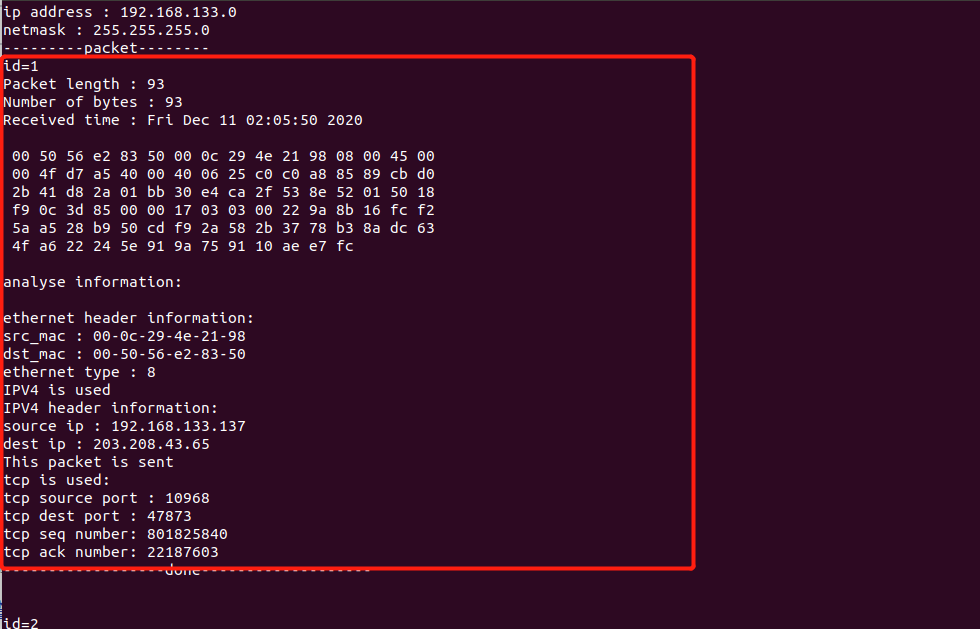 ip address : 192.168.133.0
netmask : 255.255.255.0
---------packet--------
id=1
Packet length : 93
Number of bytes : 93
Received time : Fri Dec 11 02:05:50 2020
00 50 56 e2 83 50 00 0c 29 4e 21 98 08 00 45 00
00 4f d7 a5 40 00 40 06 25 c0 c0 a8 85 89 cb d0
2b 41 d8 2a 01 bb 30 e4 ca 2f 53 8e 52 01 50 18
f9 0c 3d 85 00 00 17 03 03 00 22 9a 8b 16 fc f2
5a a5 28 b9 50 cd f9 2a 58 2b 37 78 b3 8a dc 63
4f a6 22 24 5e 91 9a 75 91 10 ae e7 fc
analyse information:
ethernet header information:
src_mac : 00-0c-29-4e-21-98
dst_mac : 00-50-56-e2-83-50
ethernet type : 8
IPV4 is used
IPV4 header information:
source ip : 192.168.133.137
dest ip : 203.208.43.65
This packet is sent
tcp is used:
tcp source port : 10968
tcp dest port : 47873
tcp seq number: 801825840
tcp ack number: 22187603
------------------done-------------------
id=2